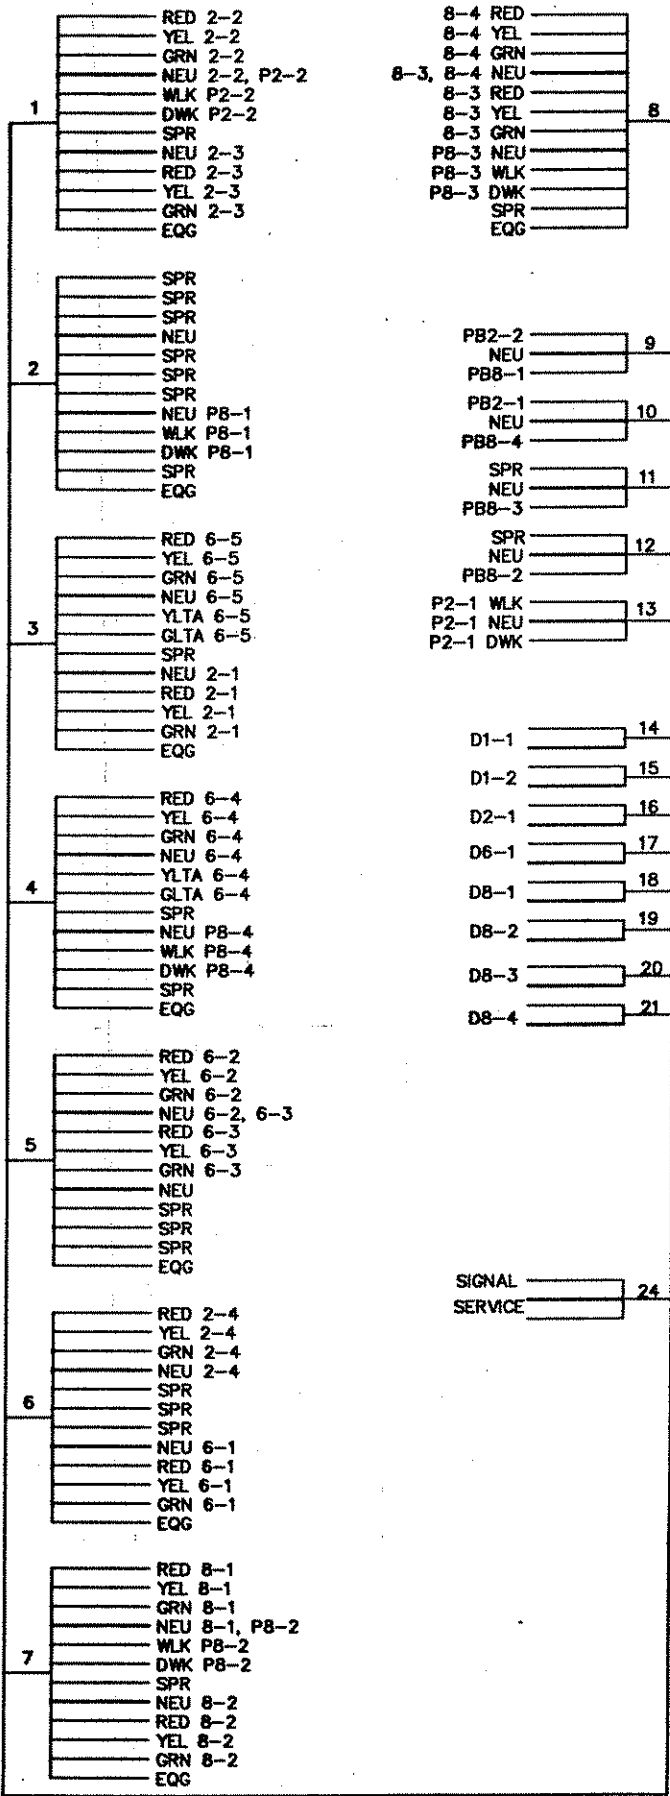 1
RED 2-2
YEL 2-2
GRN 2-2
NEU 2-2, P2-2
WLK P2-2
DWK P2-2
SPR
NEU 2-3
RED 2-3
YEL 2-3
GRN 2-3
EQG
2
SPR
SPR
SPR
NEU
SPR
SPR
SPR
NEU P8-1
WLK P8-1
DWK P8-1
SPR
EQG
3
RED 6-5
YEL 6-5
GRN 6-5
NEU 6-5
YLTA 6-5
GLTA 6-5
SPR
NEU 2-1
RED 2-1
YEL 2-1
GRN 2-1
EQG
4
RED 6-4
YEL 6-4
GRN 6-4
NEU 6-4
YLTA 6-4
GLTA 6-4
SPR
NEU P8-4
WLK P8-4
DWK P8-4
SPR
EQG
5
RED 6-2
YEL 6-2
GRN 6-2
NEU 6-2, 6-3
RED 6-3
YEL 6-3
GRN 6-3
NEU
SPR
SPR
SPR
EQG
6
RED 2-4
YEL 2-4
GRN 2-4
NEU 2-4
SPR
SPR
SPR
NEU 6-1
RED 6-1
YEL 6-1
GRN 6-1
EQG
7
RED 8-1
YEL 8-1
GRN 8-1
NEU 8-1, P8-2
WLK P8-2
DWK P8-2
SPR
NEU 8-2
RED 8-2
YEL 8-2
GRN 8-2
EQG
8-4 RED
8-4 YEL
8-4 GRN
8-3, 8-4 NEU
8-3 RED
8-3 YEL
8-3 GRN
P8-3 NEU
P8-3 WLK
P8-3 DWK
SPR
EQG
8
PB2-2
NEU
PB8-1
9
PB2-1
NEU
PB8-4
10
SPR
NEU
PB8-3
11
SPR
NEU
PB8-2
12
P2-1 WLK
P2-1 NEU
P2-1 DWK
13
D1-1 14
D1-2 15
D2-1 16
D6-1 17
D8-1 18
D8-2 19
D8-3 20
D8-4 21
SIGNAL
SERVICE
24